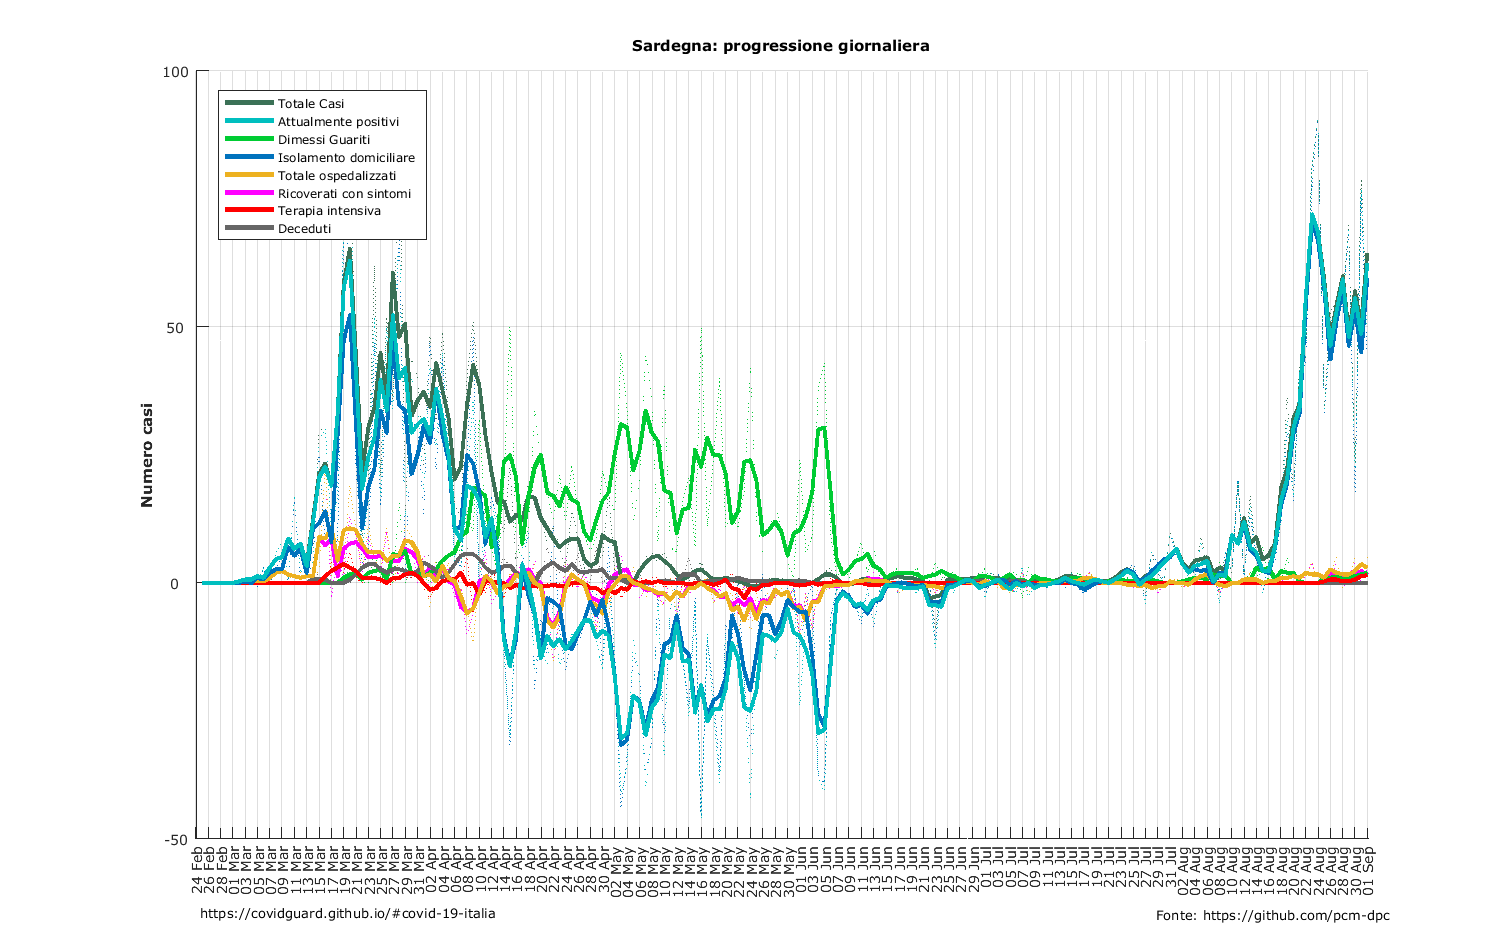 Sardegna: progressione giornaliera
100
50
0
-50
Numero casi
Totale Casi
Attualmente positivi
Dimessi Guariti
Isolamento domiciliare
Totale ospedalizzati
Ricoverati con sintomi
Terapia intensiva
Deceduti
24 Feb
26 Feb
28 Feb
01 Mar
03 Mar
05 Mar
07 Mar
09 Mar
11 Mar
13 Mar
15 Mar
17 Mar
19 Mar
21 Mar
23 Mar
25 Mar
27 Mar
29 Mar
31 Mar
02 Apr
04 Apr
06 Apr
08 Apr
10 Apr
12 Apr
14 Apr
16 Apr
18 Apr
20 Apr
22 Apr
24 Apr
26 Apr
28 Apr
30 Apr
02 May
04 May
06 May
08 May
10 May
12 May
14 May
16 May
18 May
20 May
22 May
24 May
26 May
28 May
30 May
01 Jun
03 Jun
05 Jun
07 Jun
09 Jun
11 Jun
13 Jun
15 Jun
17 Jun
19 Jun
21 Jun
23 Jun
25 Jun
27 Jun
29 Jun
01 Jul
03 Jul
05 Jul
07 Jul
09 Jul
11 Jul
13 Jul
15 Jul
17 Jul
19 Jul
21 Jul
23 Jul
25 Jul
27 Jul
29 Jul
31 Jul
02 Aug
04 Aug
06 Aug
08 Aug
10 Aug
12 Aug
14 Aug
16 Aug
18 Aug
20 Aug
22 Aug
24 Aug
26 Aug
28 Aug
30 Aug
01 Sep
https://covidguard.github.io/#covid-19-italia
Fonte: https://github.com/pcm-dpc